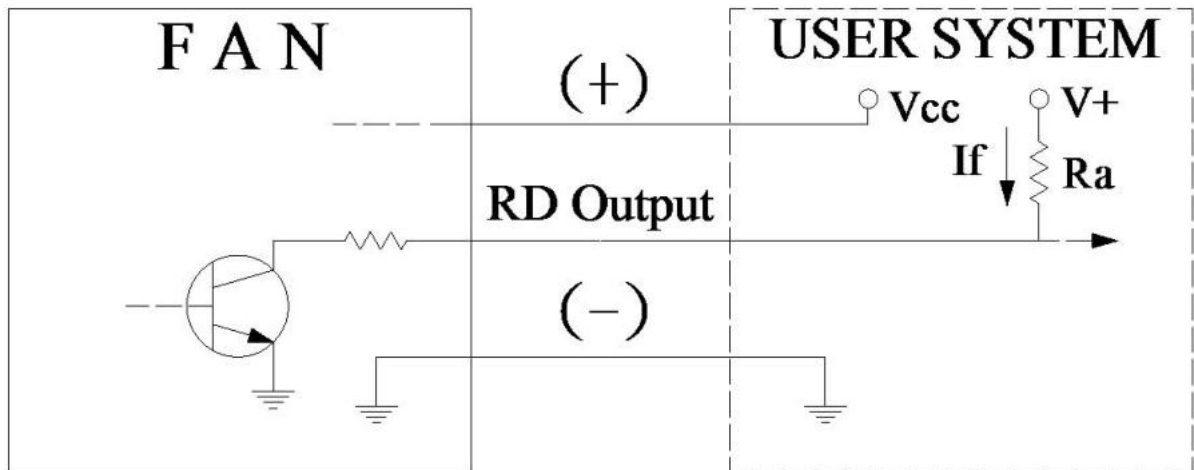 F A N
USER SYSTEM
(+)
Vcc
V+
If
Ra
RD Output
(-)